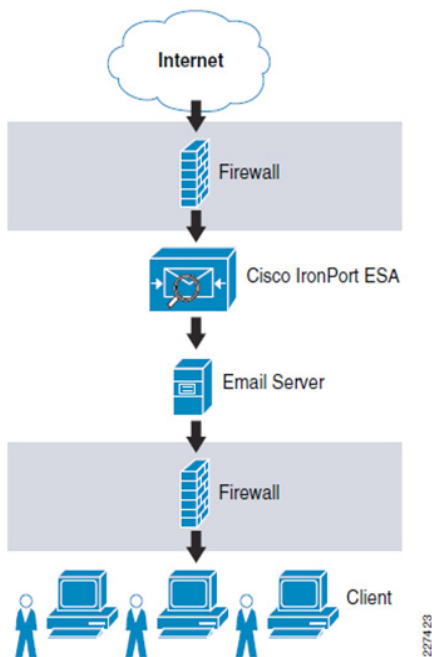 Internet
Firewall
Cisco IronPort ESA
Email Server
Firewall
Client
227423